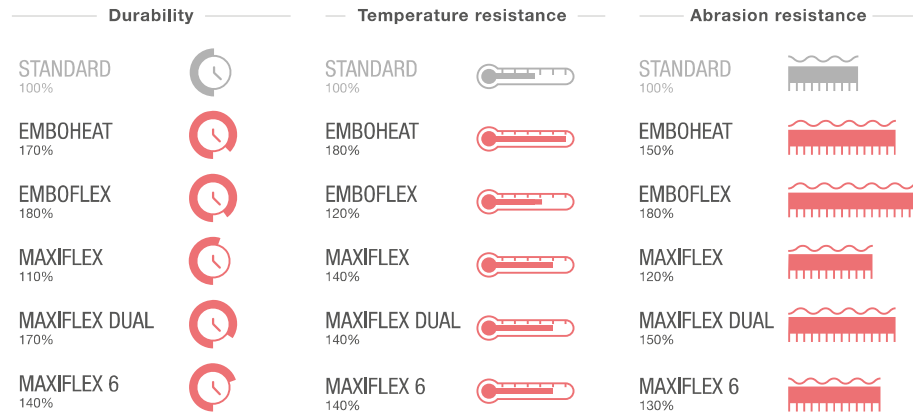 Durability
STANDARD
100%
EMBOHEAT
170%
EMBOFLEX
180%
MAXIFLEX
110%
MAXIFLEX DUAL
170%
MAXIFLEX 6
140%
Temperature resistance
STANDARD
100%
EMBOHEAT
180%
EMBOFLEX
120%
MAXIFLEX
140%
MAXIFLEX DUAL
140%
MAXIFLEX 6
140%
Abrasion resistance
STANDARD
100%
EMBOHEAT
150%
EMBOFLEX
180%
MAXIFLEX
120%
MAXIFLEX DUAL
150%
MAXIFLEX 6
130%